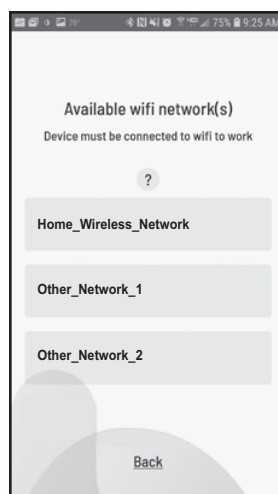 70° 75% 9:25 AM
Available wifi network(s)
Device must be connected to wifi to work
?
Home_Wireless_Network
Other_Network_1
Other_Network_2
Back